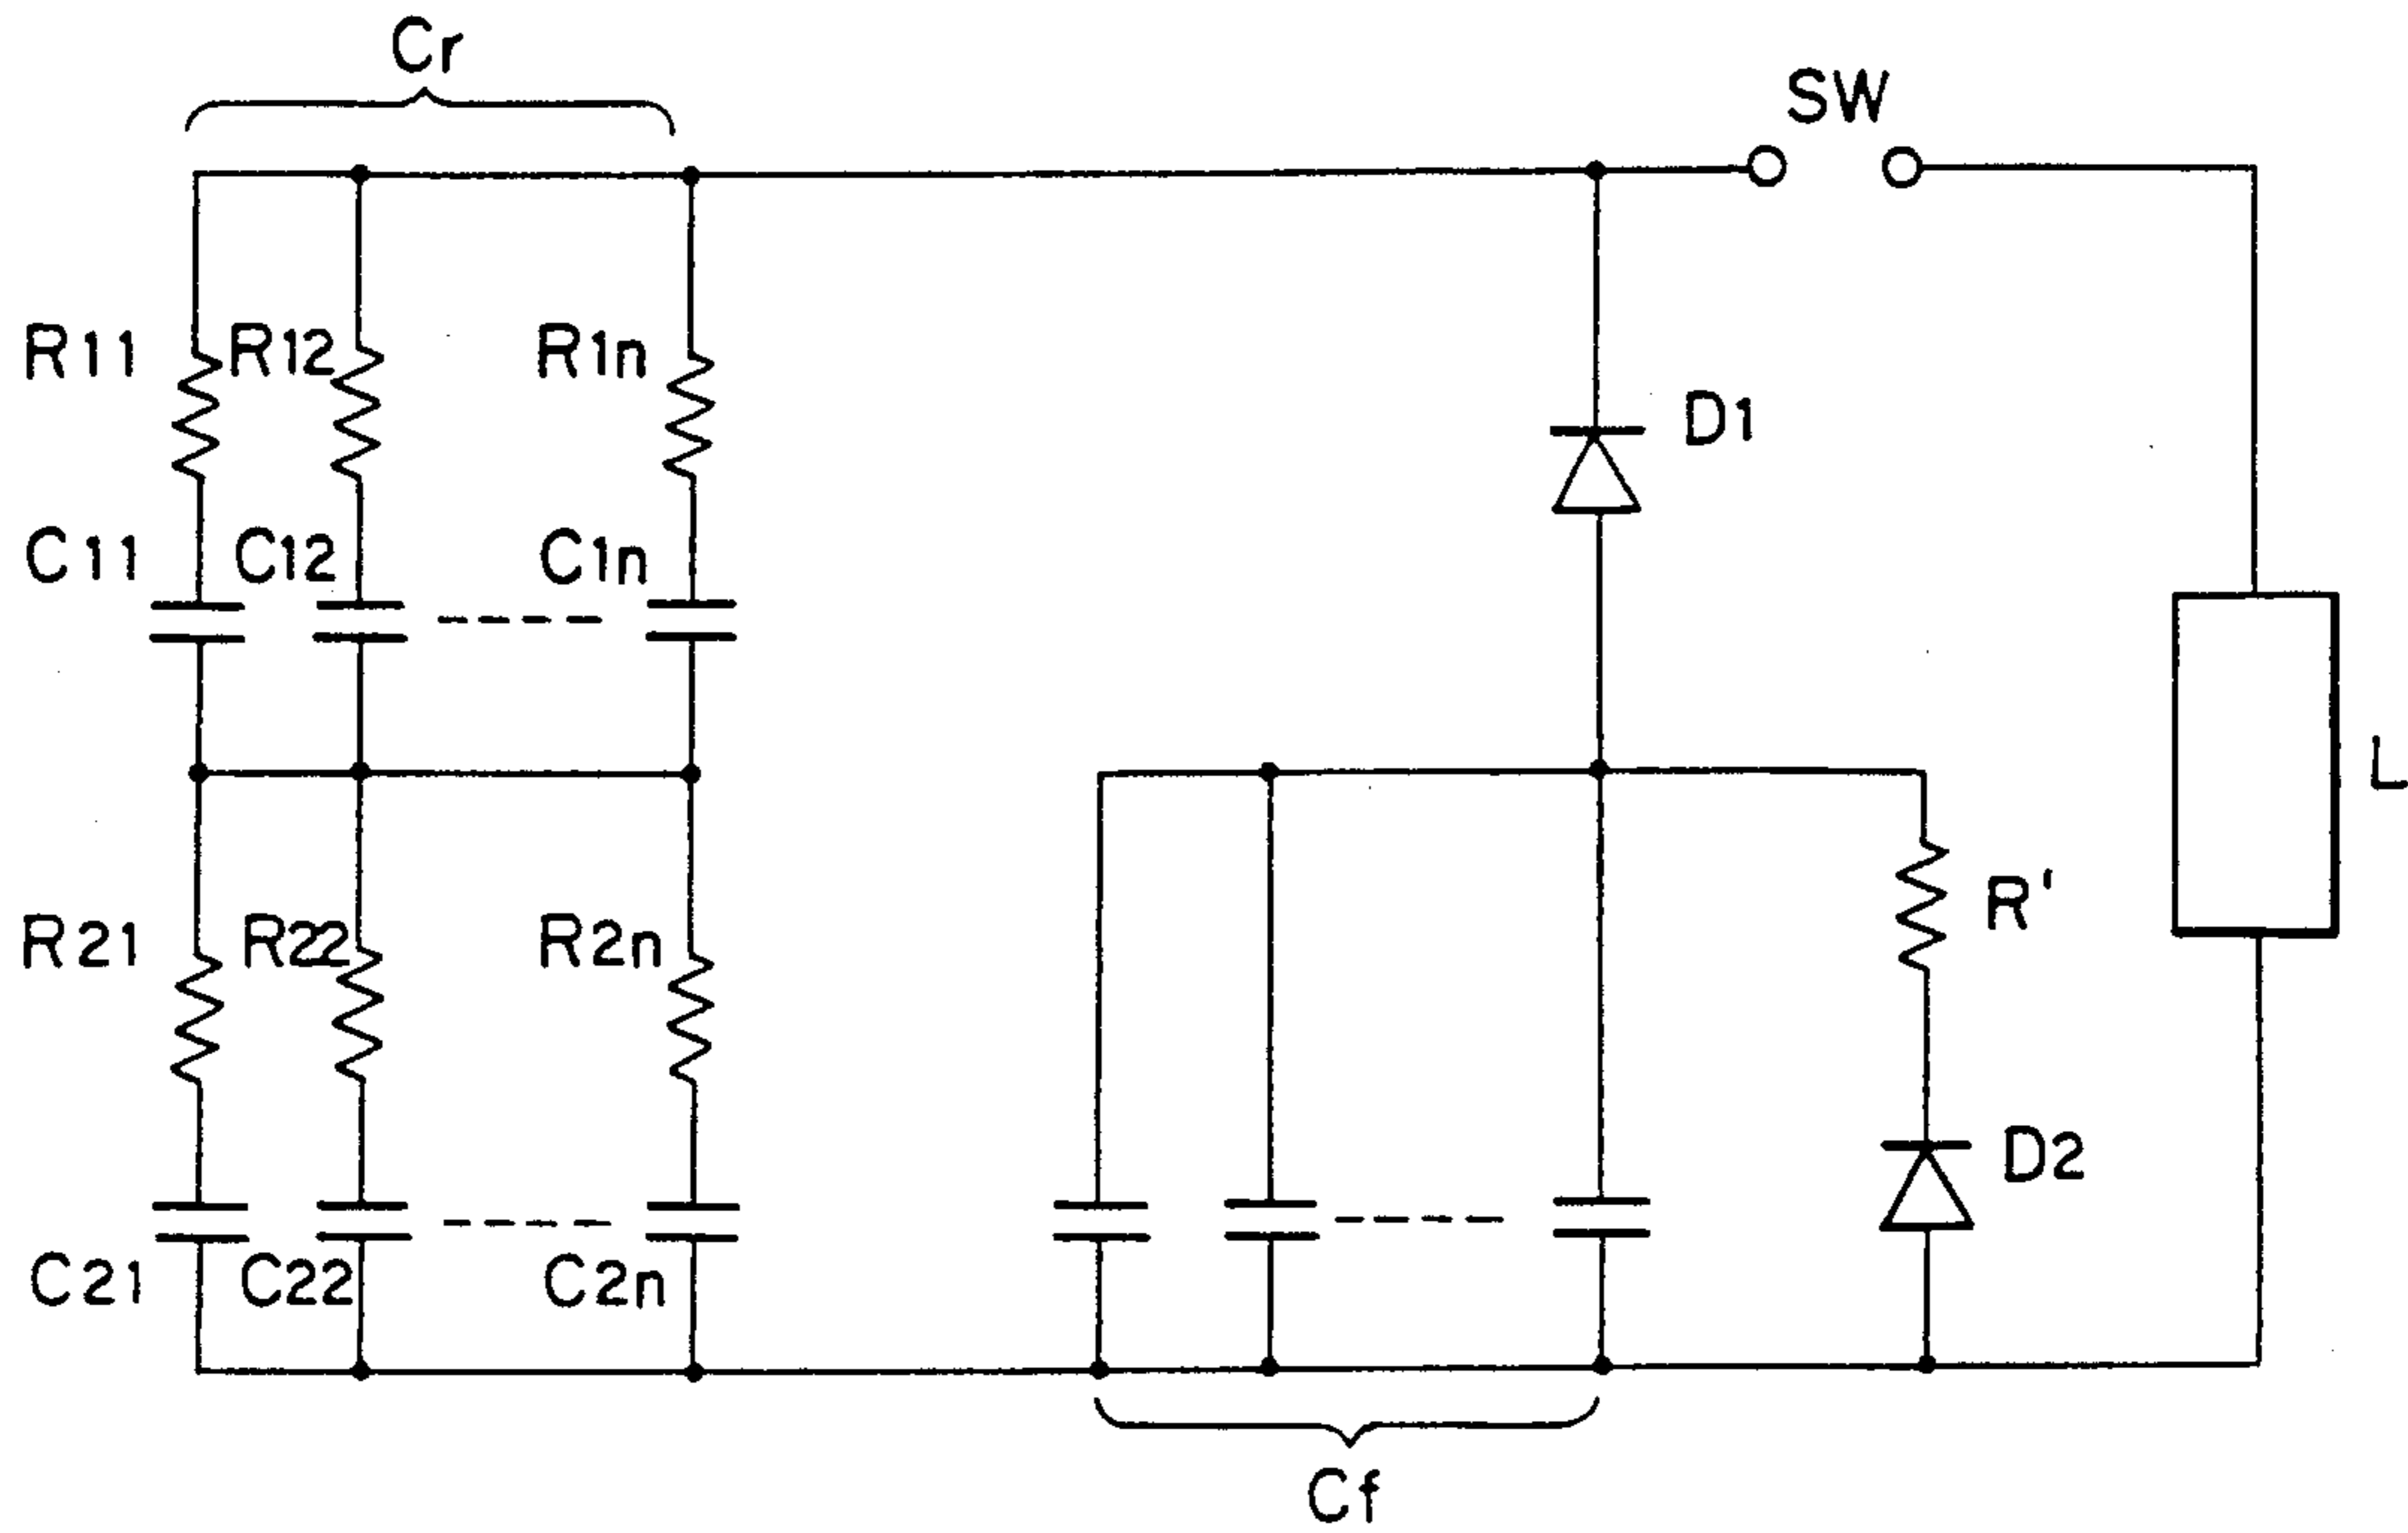 Cr
SW
R11 R12 R1n
D1
C11 C12 C1n
L
R'
R21 R22 R2n
D2
C21 C22 C2n
Cf